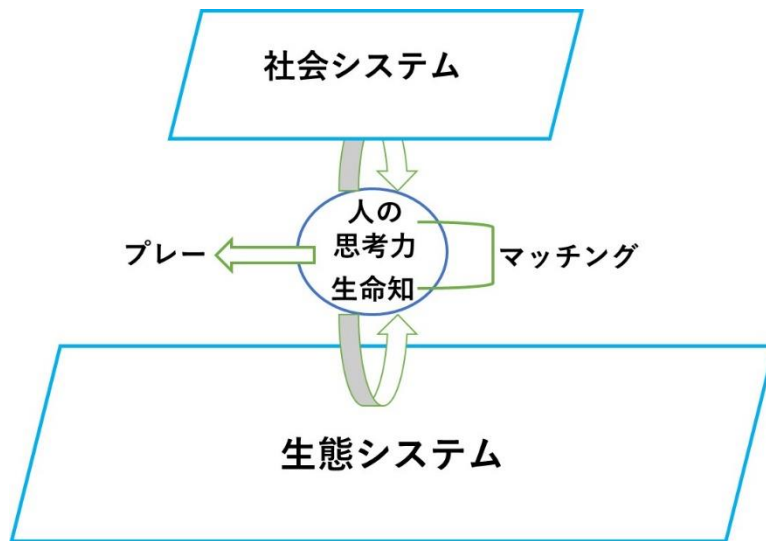 社会システム
人の
思考力
プレー
マッチング
生命知
生態システム